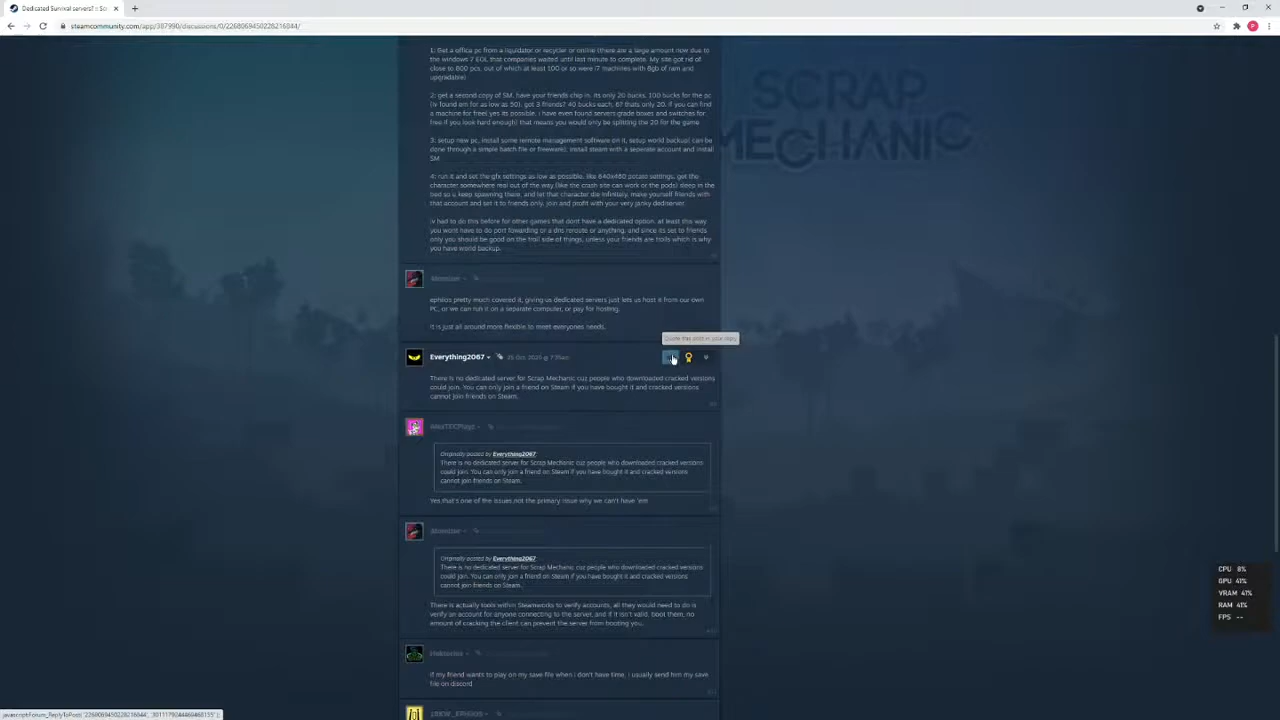 Dedicated Survival servers? :: Sc
steamcommunity.com/app/387990/discussions/0/2268069450228216844/
1: Get a office pc from a liquidator or recycler or online (there are a large amount now due to
the windows 7 EOL that companies waited until last minute to complete. My site got rid of
close to 800 pcs, out of which at least 100 or so were i7 machines with 8gb of ram and
upgradable)
2: get a second copy of SM, have your friends chip in. its only 20 bucks, 100 bucks for the pc
(iv found em for as low as 50). got 3 friends? 40 bucks each, 6? thats only 20. if you can find
a machine for free( yes its possible. i have even found servers grade boxes and switches for
free if you look hard enough) that means you would only be splitting the 20 for the game
3: setup new pc, install some remote management software on it, setup world backup( can be
done through a simple batch file or freeware), install steam with a seperate account and install
SM
4: run it and set the gfx settings as low as possible, like 640x480 potato settings, get the
character somewhere real out of the way (like the crash site can work or the pods) sleep in the
bed so u keep spawning there, and let that character die infinitely, make yourself friends with
that account and set it to friends only. join and profit with your very janky dediserver.
iv had to do this before for other games that dont have a dedicated option. at least this way
you wont have to do port fowarding or a dns reroute or anything, and since its set to friends
only you should be good on the troll side of things, unless your friends are trolls which is why
you have world backup.
ephilos pretty much covered it, giving us dedicated servers just lets us host it from our own
PC, or we can run it on a separate computer, or pay for hosting.
It is just all around more flexible to meet everyones needs.
Quote this post in your reply
Everything2067 25 Oct, 2020 @ 7:35am
There is no dedicated server for Scrap Mechanic cuz people who downloaded cracked versions
could join. You can only join a friend on Steam if you have bought it and cracked versions
cannot join friends on Steam.
AlexTTCPlayz
Originally posted by Everything2067
There is no dedicated server for Scrap Mechanic cuz people who downloaded cracked versions
could join. You can only join a friend on Steam if you have bought it and cracked versions
cannot join friends on Steam.
Yes that's one of the issues not the primary issue why we can't have 'em
Originally posted by Everything2067
There is no dedicated server for Scrap Mechanic cuz people who downloaded cracked versions
could join. You can only join a friend on Steam if you have bought it and cracked versions
cannot join friends on Steam.
There is actually tools within Steamworks to verify accounts, all they would need to do is
verify an account for anyone connecting to the server, and if it isn't valid, boot them, no
amount of cracking the client can prevent the server from booting you.
if my friend wants to play on my save file when i don't have time, i usually send him my save
file on discord
SCRAP
MECHANIC
CPU 8%
GPU 41%
VRAM 41%
RAM 41%
FPS --